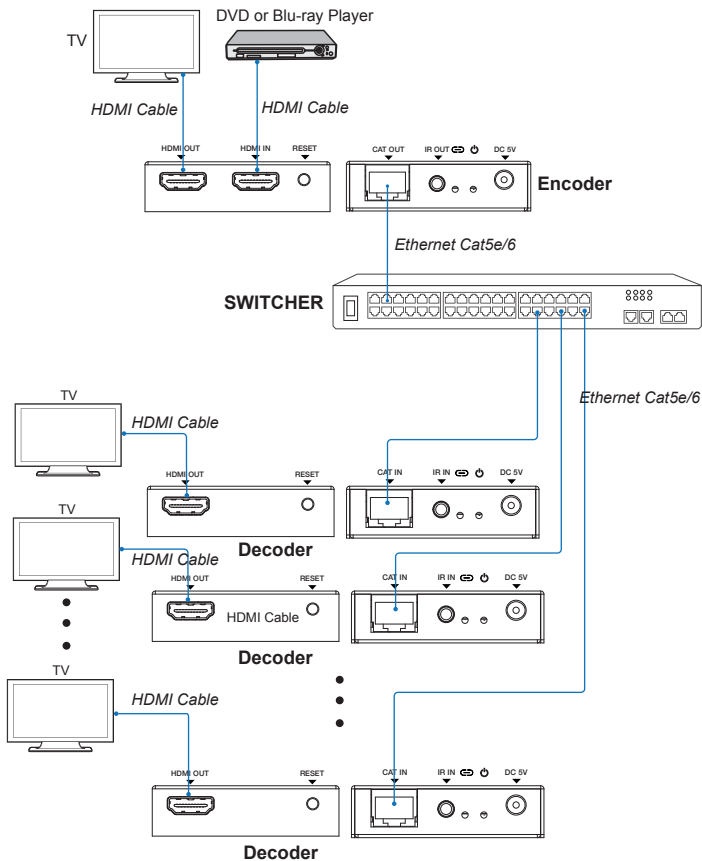 DVD or Blu-ray Player
TV
HDMI Cable
HDMI Cable
HDMI OUT
HDMI IN
RESET
CAT OUT
IR OUT
DC 5V
Encoder
Ethernet Cat5e/6
SWITCHER
Ethernet Cat5e/6
TV
HDMI Cable
HDMI OUT
RESET
CAT IN
IR IN
DC 5V
Decoder
TV
HDMI Cable
HDMI OUT
RESET
CAT IN
IR IN
DC 5V
HDMI Cable
Decoder
TV
HDMI Cable
HDMI OUT
RESET
CAT IN
IR IN
DC 5V
Decoder